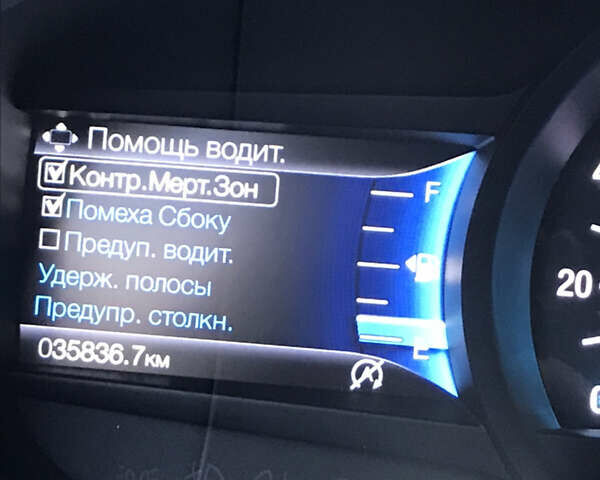 Помощь водит.
Контр.Мерт.Зон
Помеха Сбоку
Предуп. водит.
Удерж. полосы
Предупр. столкн.
035836.7км
F
E
A
20